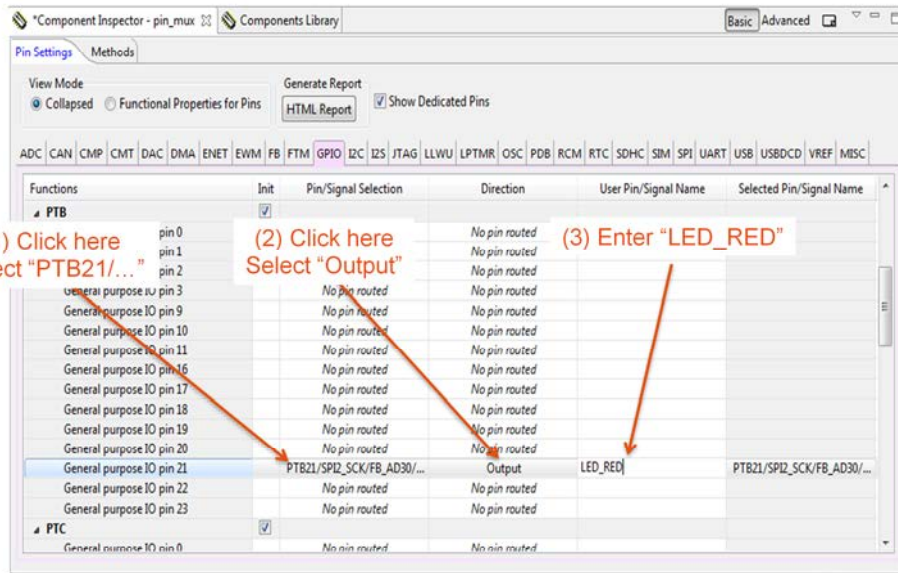 *Component Inspector - pin_mux Components Library Basic Advanced
Pin Settings Methods
View Mode Generate Report
Collapsed Functional Properties for Pins HTML Report Show Dedicated Pins
ADC CAN CMP CMT DAC DMA ENET EWM FB FTM GPIO I2C I2S JTAG LLWU LPTMR OSC PDB RCM RTC SDHC SIM SPI UART USB USBDCD VREF MISC
Functions Init Pin/Signal Selection Direction User Pin/Signal Name Selected Pin/Signal Name
PTB
) Click here
ect “PTB21/...”
(2) Click here
Select “Output”
(3) Enter “LED_RED”
pin 0 No pin routed
pin 1 No pin routed
pin 2 No pin routed
General purpose IO pin 3 No pin routed No pin routed
General purpose IO pin 9 No pin routed No pin routed
General purpose IO pin 10 No pin routed No pin routed
General purpose IO pin 11 No pin routed No pin routed
General purpose IO pin 16 No pin routed No pin routed
General purpose IO pin 17 No pin routed No pin routed
General purpose IO pin 18 No pin routed No pin routed
General purpose IO pin 19 No pin routed No pin routed
General purpose IO pin 20 No pin routed No pin routed
General purpose IO pin 21 PTB21/SPI2_SCK/FB_AD30/... Output LED_RED PTB21/SPI2_SCK/FB_AD30/...
General purpose IO pin 22 No pin routed No pin routed
General purpose IO pin 23 No pin routed No pin routed
PTC
General purpose IO pin 0 No pin routed No pin routed